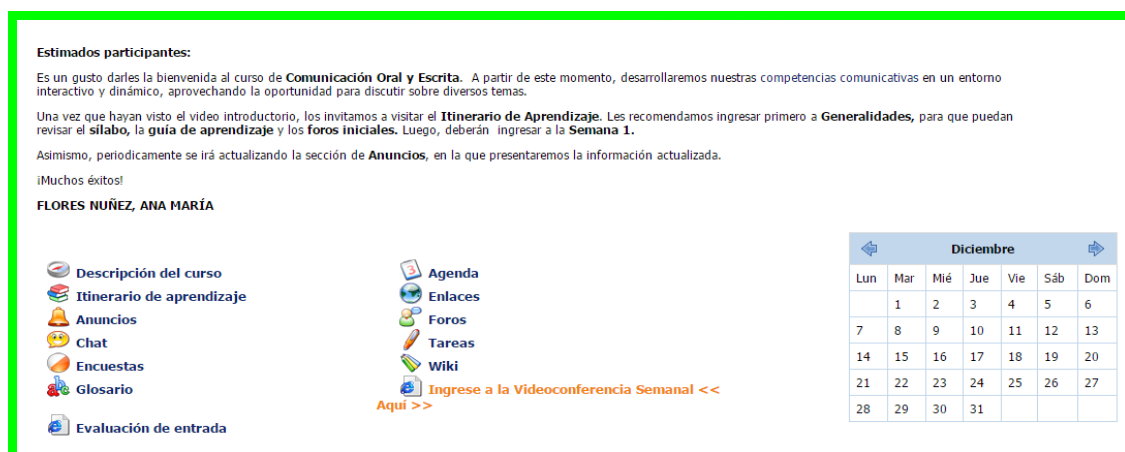 Estimados participantes:
Es un gusto darles la bienvenida al curso de Comunicación Oral y Escrita. A partir de este momento, desarrollaremos nuestras competencias comunicativas en un entorno
interactivo y dinámico, aprovechando la oportunidad para discutir sobre diversos temas.
Una vez que hayan visto el video introductorio, los invitamos a visitar el Itinerario de Aprendizaje. Les recomendamos ingresar primero a Generalidades, para que puedan
revisar el sílabo, la guía de aprendizaje y los foros iniciales. Luego, deberán ingresar a la Semana 1.
Asimismo, periodicamente se irá actualizando la sección de Anuncios, en la que presentaremos la información actualizada.
¡Muchos éxitos!
FLORES NUÑEZ, ANA MARÍA
Descripción del curso
Itinerario de aprendizaje
Anuncios
Chat
Encuestas
Glosario
Evaluación de entrada
Agenda
Enlaces
Foros
Tareas
Wiki
Ingrese a la Videoconferencia Semanal <<
Aquí >>
Diciembre
Lun Mar Mié Jue Vie Sáb Dom
1 2 3 4 5 6
7 8 9 10 11 12 13
14 15 16 17 18 19 20
21 22 23 24 25 26 27
28 29 30 31